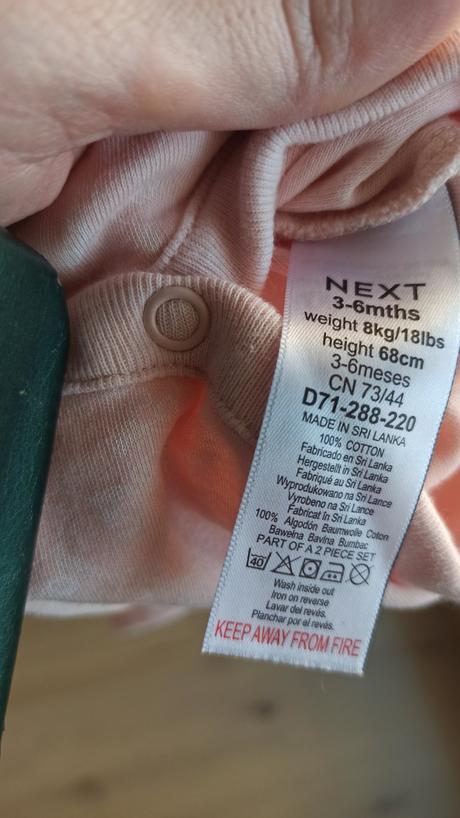 NEXT
3-6mths
weight 8kg/18lbs
height 68cm
3-6meses
CN 73/44
D71-288-220
MADE IN SRI LANKA
100% COTTON
Fabricado en Sri Lanka
Hergestellt in Sri Lanka
Fabriqué au Sri Lanka
Wyprodukowano na Sri Lance
Vyrobeno na Sri Lance
Fabricat în Sri Lanka
100% Algodón Baumwolle Coton
Bawełna Bavlna Bumbac
PART OF A 2 PIECE SET
40
Wash inside out
Iron on reverse
Lavar del revés.
Planchar por el revés.
KEEP AWAY FROM FIRE